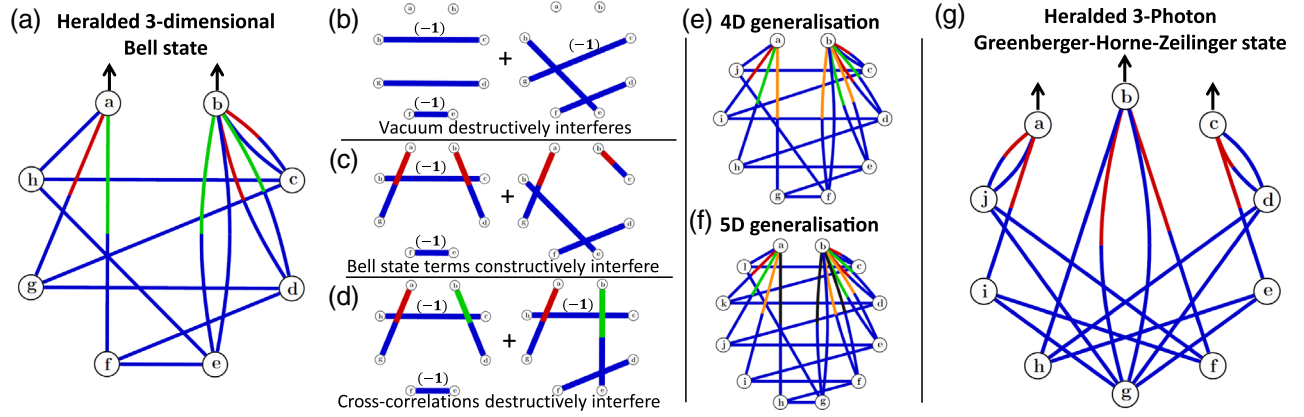 (a) Heralded 3-dimensional
Bell state
a
b
h
c
g
d
f
e
(b)
a b
h (−1) c
g d
f (−1) e
+
h (−1) c
g d
f e
Vacuum destructively interferes
(c)
a b
h (−1) c
g d
f (−1) e
+
a b
h c
g d
f e
Bell state terms constructively interfere
(d)
a b
h (−1) c
g d
f (−1) e
+
a b
h (−1) c
g d
f e
Cross-correlations destructively interfere
(e) 4D generalisation
a b
j c
i d
h e
g f
(f) 5D generalisation
a b
l c
k d
j e
i f
h g
(g) Heralded 3-Photon
Greenberger-Horne-Zeilinger state
b
a c
j d
i e
h f
g